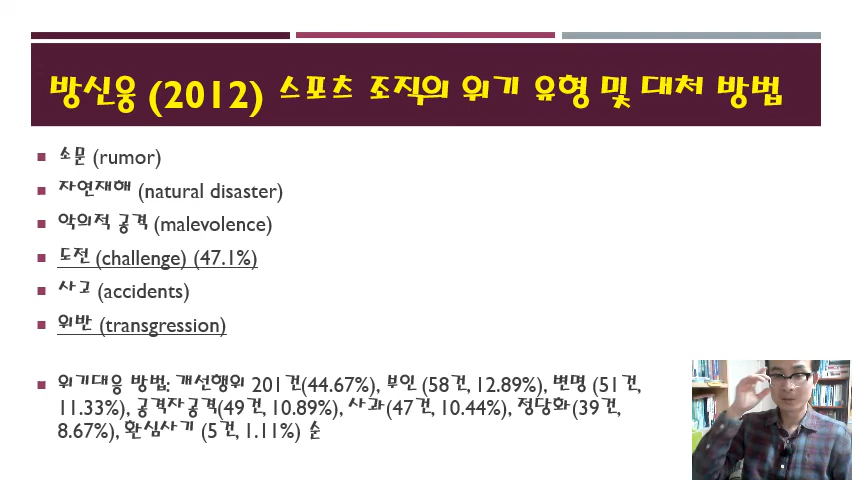 방신웅 (2012) 스포츠 조직의 위기 유형 및 대처 방법
소문 (rumor)
자연재해 (natural disaster)
악의적 공격 (malevolence)
도전 (challenge) (47.1%)
사고 (accidents)
위반 (transgression)
위기대응 방법: 개선행위 201건(44.67%), 부인 (58건, 12.89%), 변명 (51건,
11.33%), 공격자공격(49건, 10.89%), 사과(47건, 10.44%), 정당화(39건,
8.67%), 환심사기 (5건, 1.11%) 순